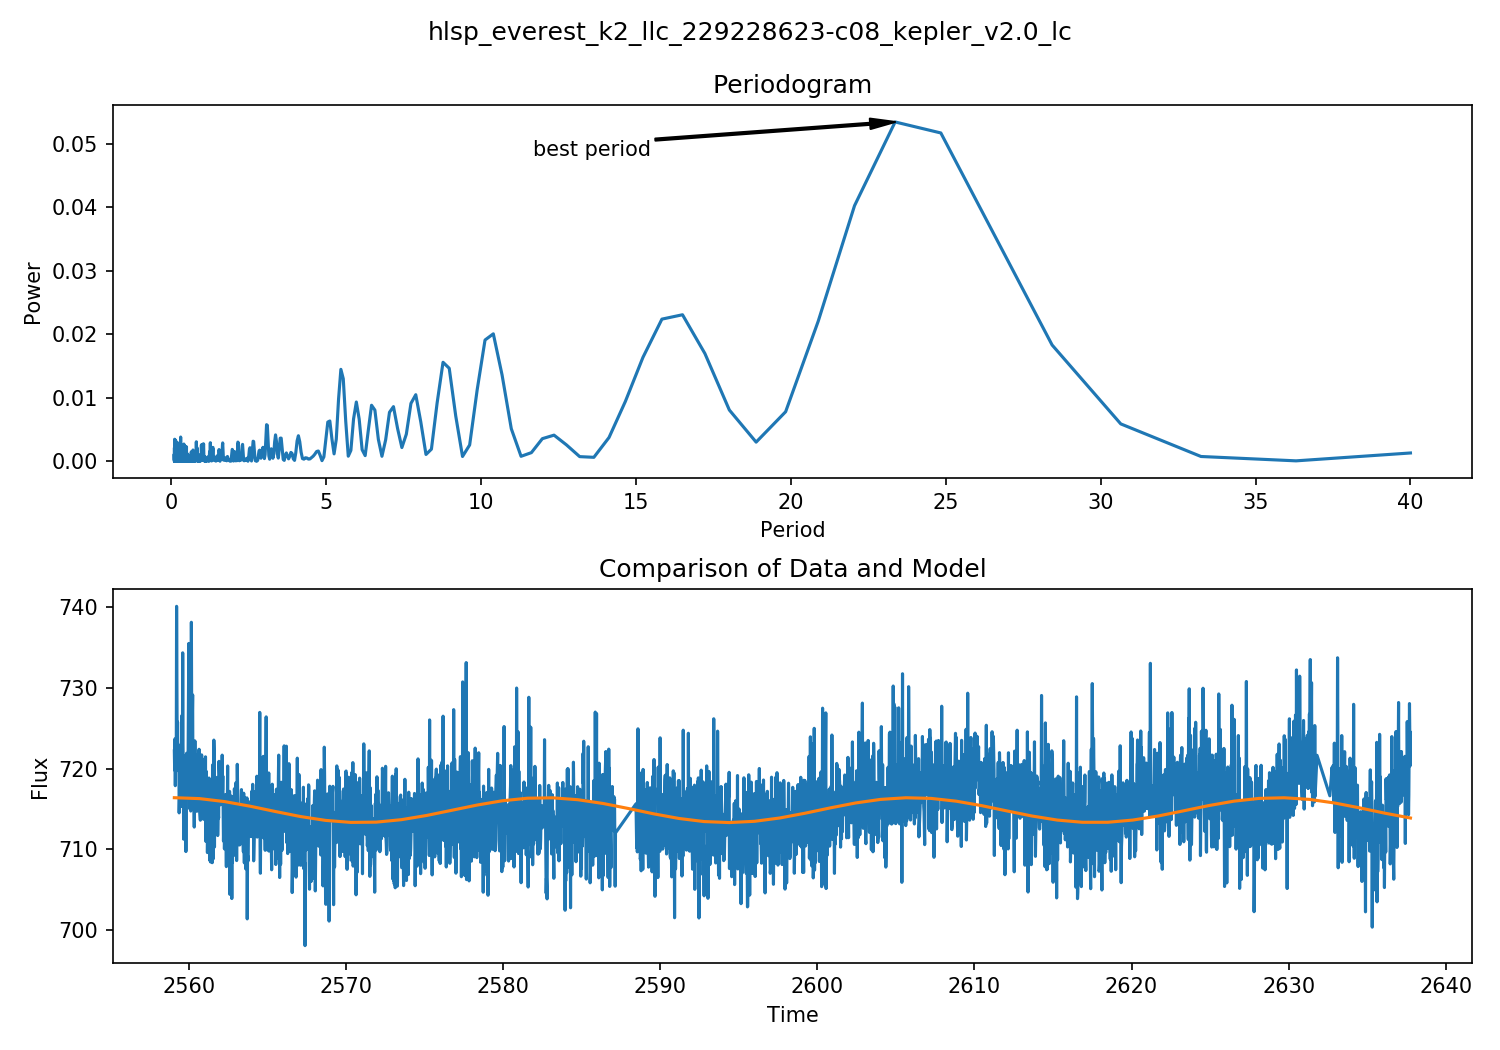 hlsp_everest_k2_llc_229228623-c08_kepler_v2.0_lc
Periodogram
0.05
0.04
0.03
0.02
0.01
0.00
Power
best period
0 5 10 15 20 25 30 35 40
Period
Comparison of Data and Model
740
730
720
710
700
Flux
2560 2570 2580 2590 2600 2610 2620 2630 2640
Time